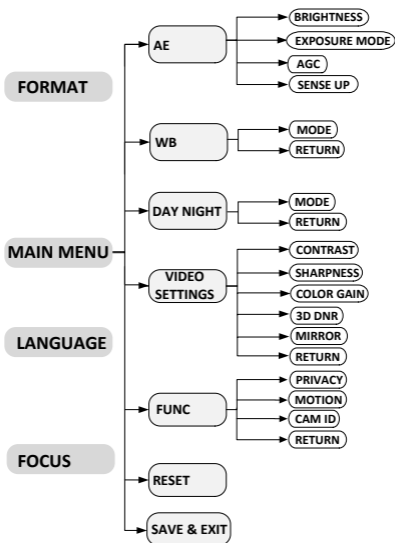 FORMAT
MAIN MENU
LANGUAGE
FOCUS
AE
BRIGHTNESS
EXPOSURE MODE
AGC
SENSE UP
WB
MODE
RETURN
DAY NIGHT
MODE
RETURN
VIDEO
SETTINGS
CONTRAST
SHARPNESS
COLOR GAIN
3D DNR
MIRROR
RETURN
FUNC
PRIVACY
MOTION
CAM ID
RETURN
RESET
SAVE & EXIT